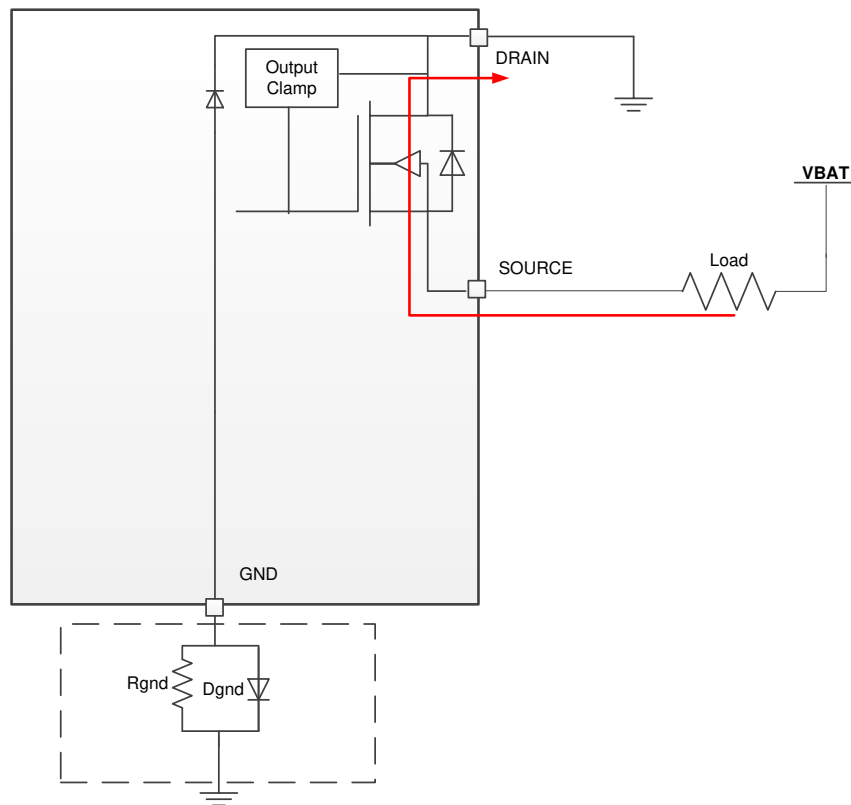 DRAIN
Output
Clamp
VBAT
SOURCE
Load
GND
Rgnd
Dgnd